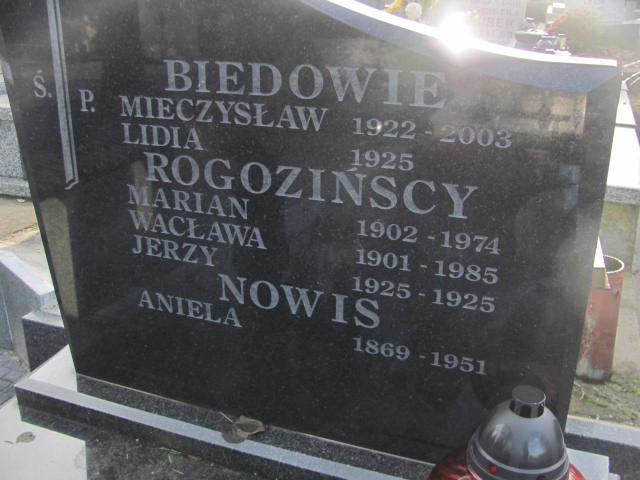 BIEDOWIE
Ś. P. MIECZYSŁAW 1922 - 2003
LIDIA 1925
ROGOZIŃSCY
MARIAN 1902 - 1974
WACŁAWA 1901 - 1985
JERZY 1925 - 1925
NOWIS
ANIELA 1869 - 1951